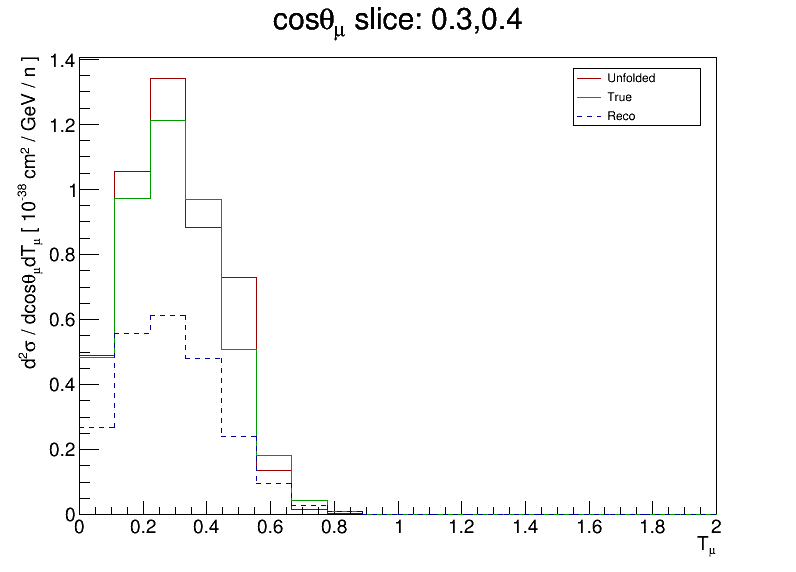 cosθμ slice: 0.3,0.4
d²σ / dcosθμdTμ [ 10⁻³⁸ cm² / GeV / n ]
1.4
1.2
1
0.8
0.6
0.4
0.2
0
Unfolded
True
Reco
0 0.2 0.4 0.6 0.8 1 1.2 1.4 1.6 1.8 2
Tμ